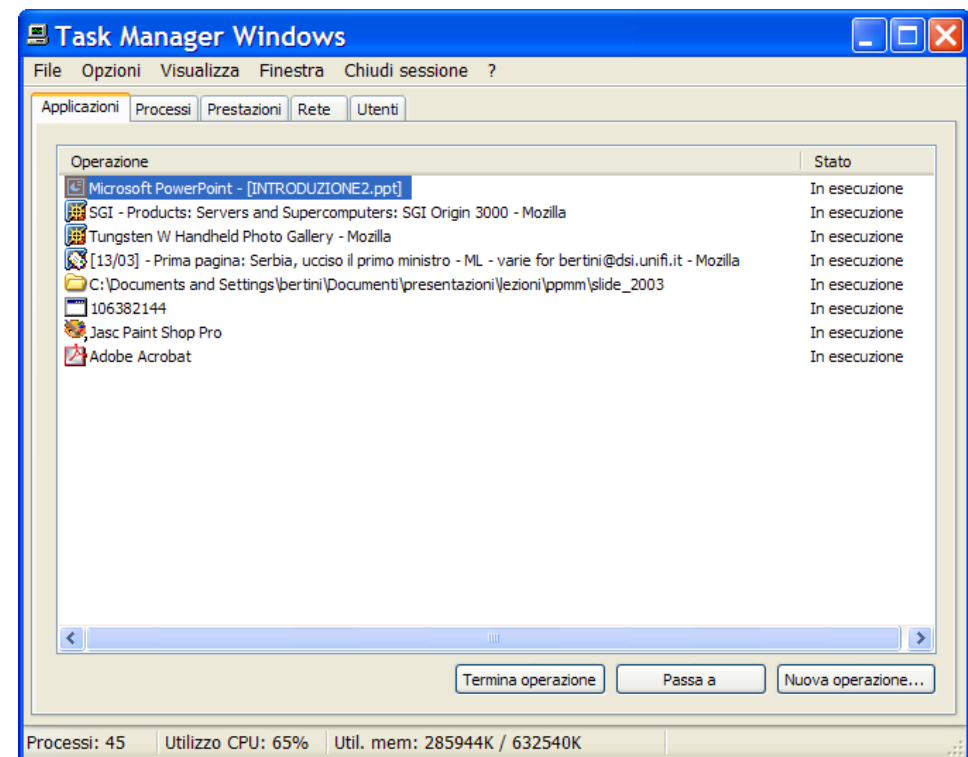 Task Manager Windows
File Opzioni Visualizza Finestra Chiudi sessione ?
Applicazioni Processi Prestazioni Rete Utenti
Operazione Stato
Microsoft PowerPoint - [INTRODUZIONE2.ppt] In esecuzione
SGI - Products: Servers and Supercomputers: SGI Origin 3000 - Mozilla In esecuzione
Tungsten W Handheld Photo Gallery - Mozilla In esecuzione
[13/03] - Prima pagina: Serbia, ucciso il primo ministro - ML - varie for bertini@dsi.unifi.it - Mozilla In esecuzione
C:\Documents and Settings\bertini\Documenti\presentazioni\lezioni\ppmm\slide_2003 In esecuzione
106382144 In esecuzione
Jasc Paint Shop Pro In esecuzione
Adobe Acrobat In esecuzione
Termina operazione Passa a Nuova operazione...
Processi: 45 Utilizzo CPU: 65% Util. mem: 285944K / 632540K